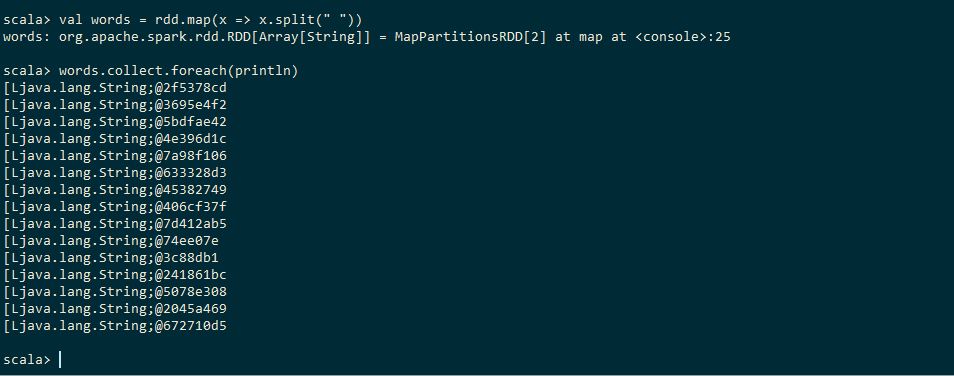 scala> val words = rdd.map(x => x.split(" "))
words: org.apache.spark.rdd.RDD[Array[String]] = MapPartitionsRDD[2] at map at <console>:25
scala> words.collect.foreach(println)
[Ljava.lang.String;@2f5378cd
[Ljava.lang.String;@3695e4f2
[Ljava.lang.String;@5bdfae42
[Ljava.lang.String;@4e396d1c
[Ljava.lang.String;@7a98f106
[Ljava.lang.String;@633328d3
[Ljava.lang.String;@45382749
[Ljava.lang.String;@406cf37f
[Ljava.lang.String;@7d412ab5
[Ljava.lang.String;@74ee07e
[Ljava.lang.String;@3c88db1
[Ljava.lang.String;@241861bc
[Ljava.lang.String;@5078e308
[Ljava.lang.String;@2045a469
[Ljava.lang.String;@672710d5
scala>